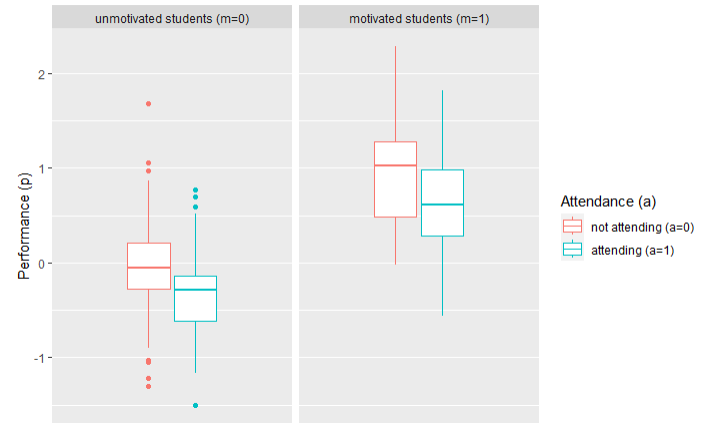 unmotivated students (m=0)
motivated students (m=1)
2
1
0
-1
Performance (p)
Attendance (a)
not attending (a=0)
attending (a=1)